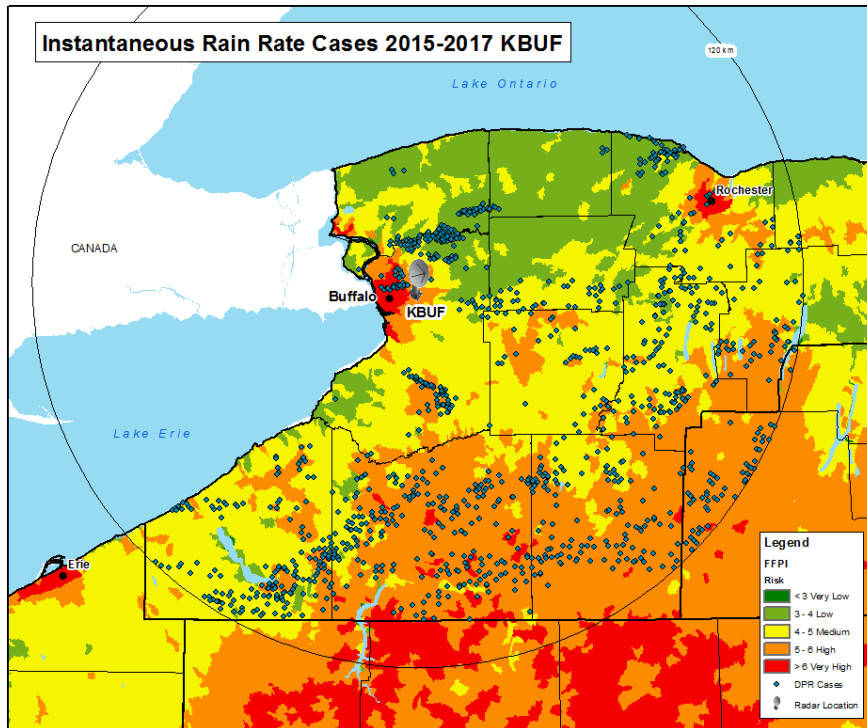 Instantaneous Rain Rate Cases 2015-2017 KBUF
120 km
Lake Ontario
Rochester
CANADA
Buffalo
KBUF
Lake Erie
Erie
Legend
FFPI
Risk
< 3 Very Low
3 - 4 Low
4 - 5 Medium
5 - 6 High
> 6 Very High
DPR Cases
Radar Location